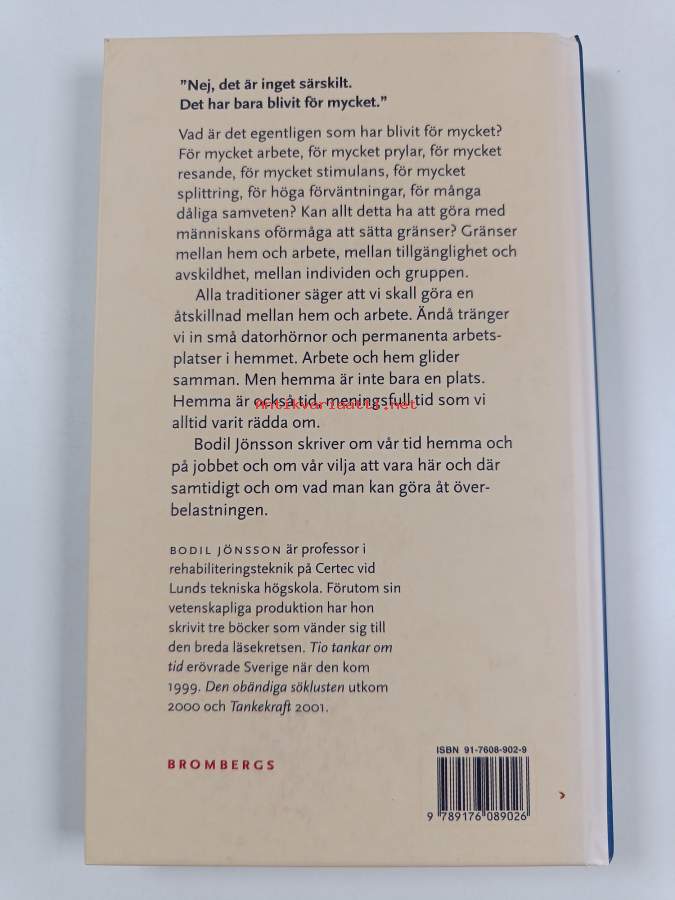 ”Nej, det är inget särskilt.
Det har bara blivit för mycket.”
Vad är det egentligen som har blivit för mycket?
För mycket arbete, för mycket prylar, för mycket
resande, för mycket stimulans, för mycket
splittring, för höga förväntningar, för många
dåliga samveten? Kan allt detta ha att göra med
människans oförmåga att sätta gränser? Gränser
mellan hem och arbete, mellan tillgänglighet och
avskildhet, mellan individen och gruppen.
Alla traditioner säger att vi skall göra en
åtskillnad mellan hem och arbete. Ändå tränger
vi in små datorhörnor och permanenta arbets-
platser i hemmet. Arbete och hem glider
samman. Men hemma är inte bara en plats.
Hemma är också tid, meningsfull tid som vi
Antikvariaatti.net
alltid varit rädda om.
Bodil Jönsson skriver om vår tid hemma och
på jobbet och om vår vilja att vara här och där
samtidigt och om vad man kan göra åt över-
belastningen.
BODIL JÖNSSON är professor i
rehabiliteringsteknik på Certec vid
Lunds tekniska högskola. Förutom sin
vetenskapliga produktion har hon
skrivit tre böcker som vänder sig till
den breda läsekretsen. Tio tankar om
tid erövrade Sverige när den kom
1999. Den obändiga söklusten utkom
2000 och Tankekraft 2001.
BROMBERGS
ISBN 91-7608-902-9
9 789176 089026